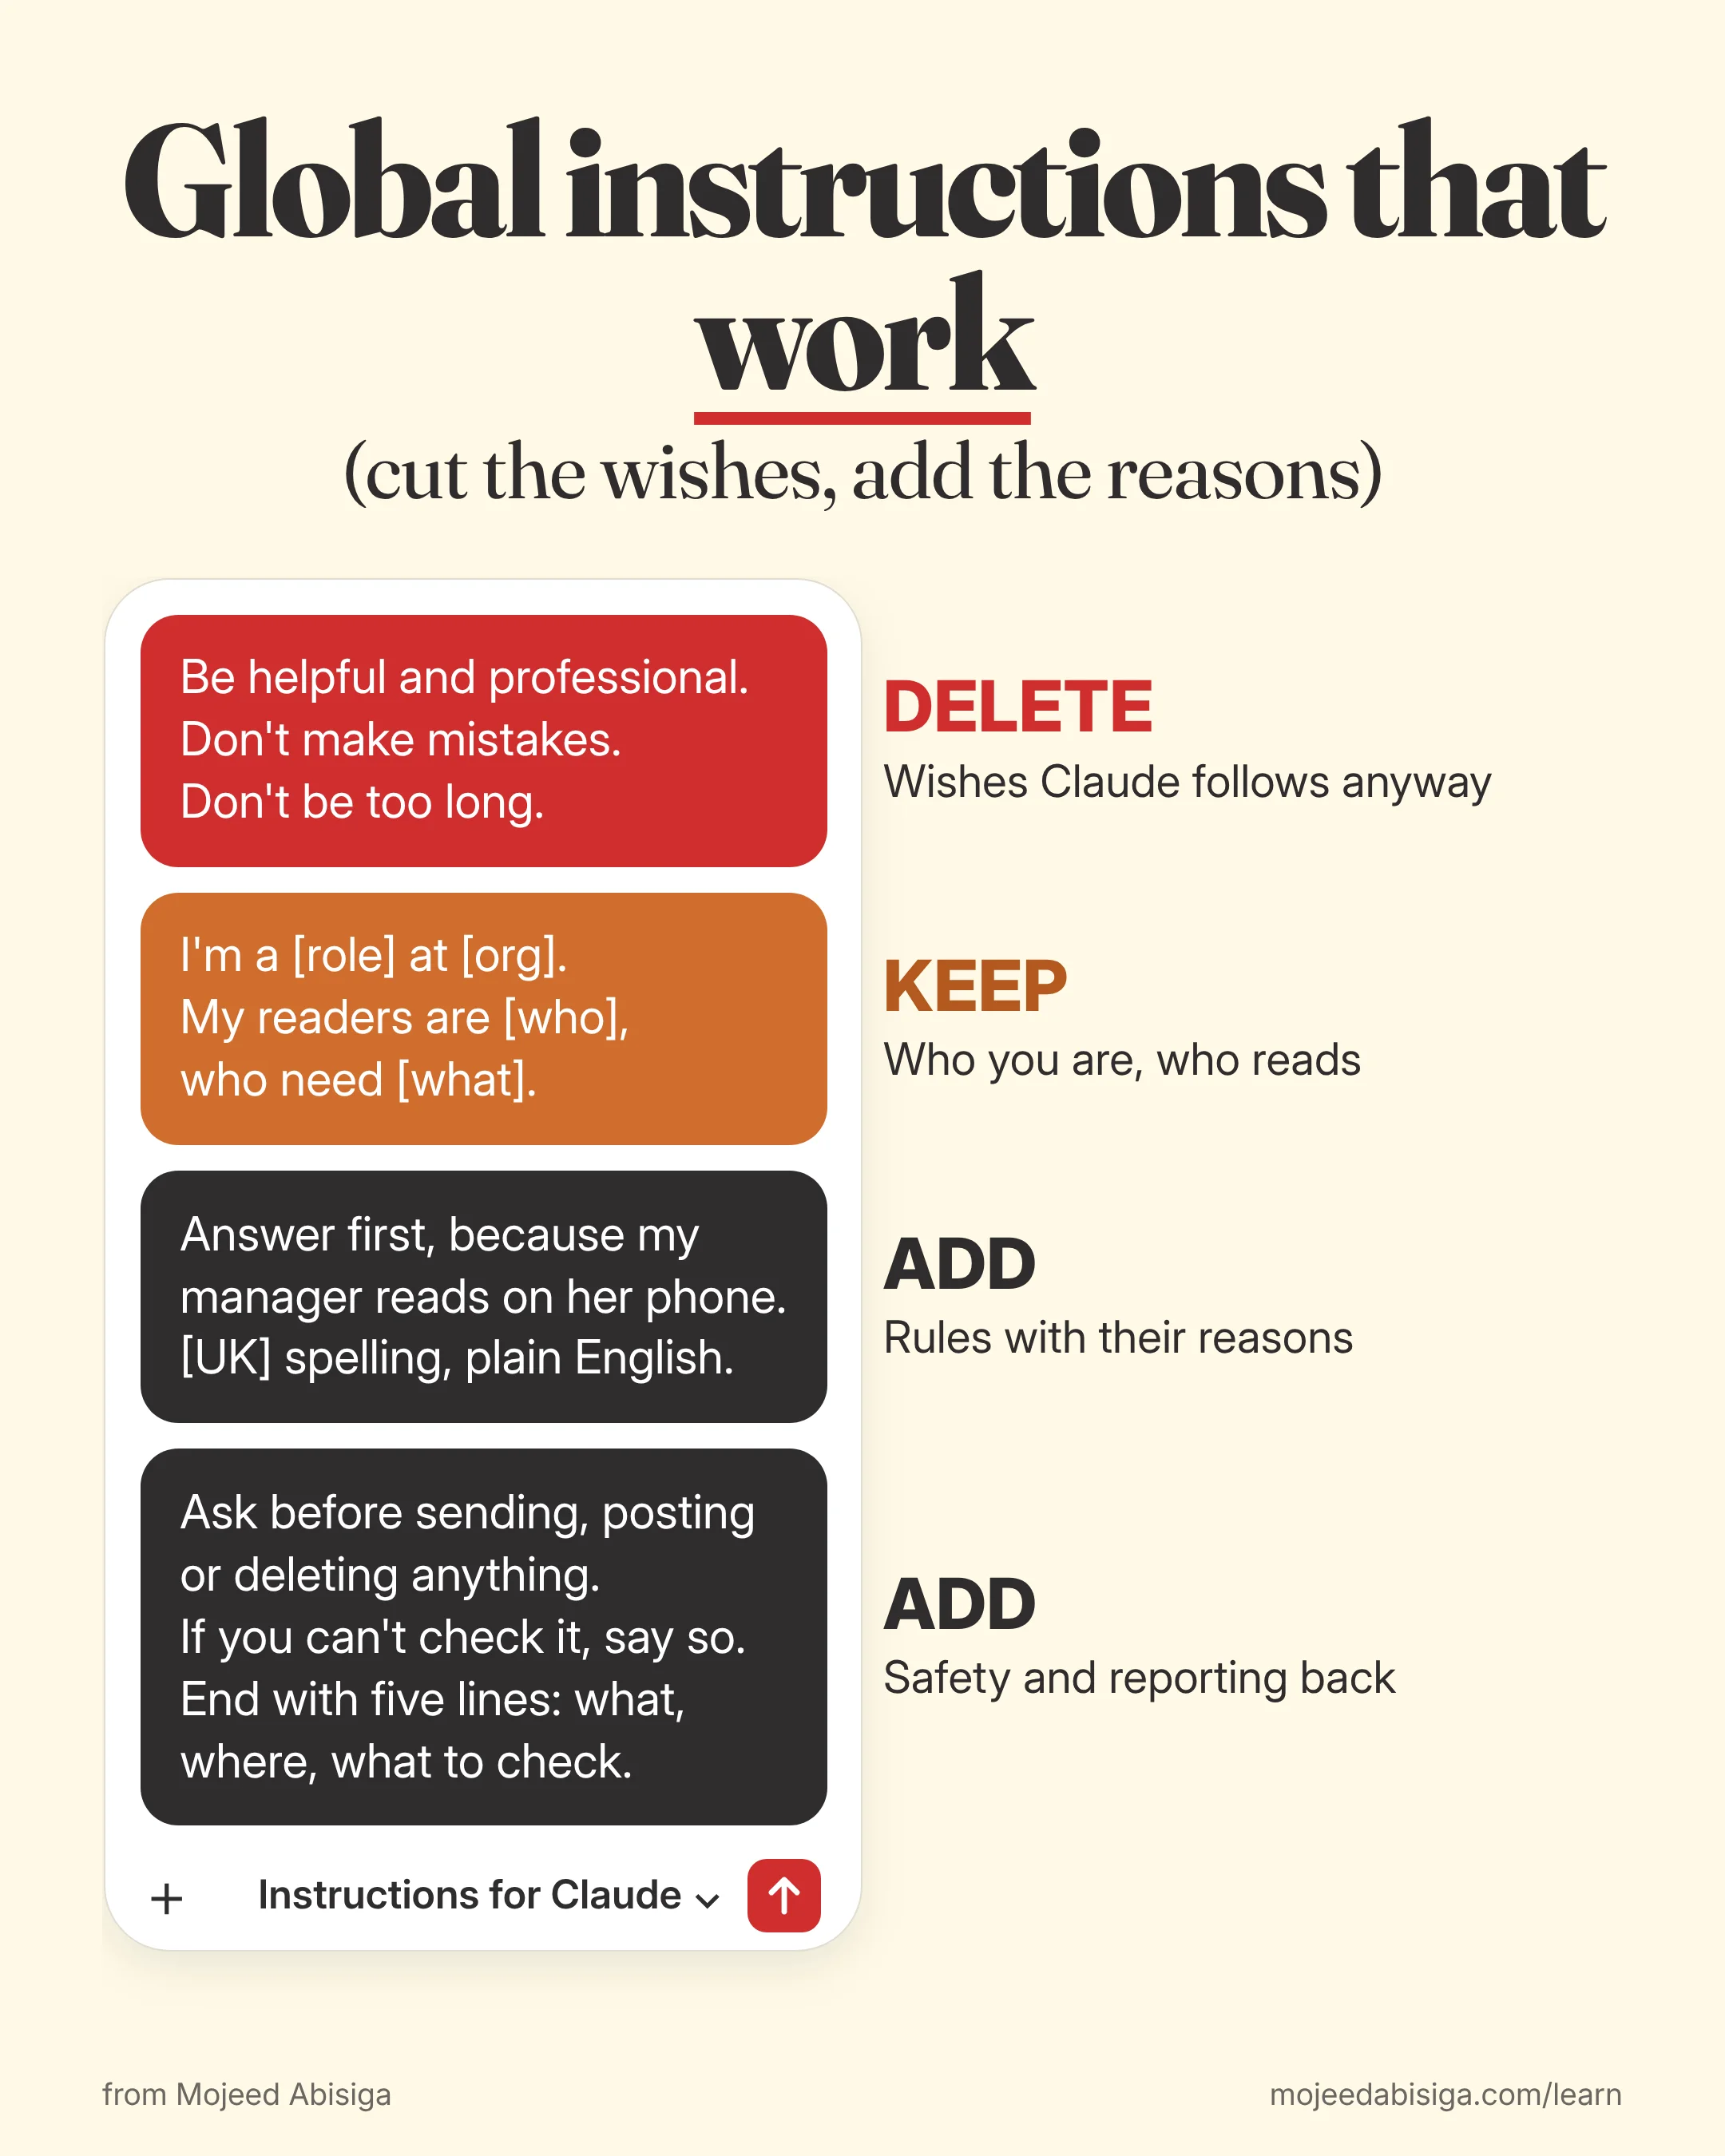 Global instructions that
work
(cut the wishes, add the reasons)
Be helpful and professional.
Don't make mistakes.
Don't be too long.
DELETE
Wishes Claude follows anyway
I'm a [role] at [org].
My readers are [who],
who need [what].
KEEP
Who you are, who reads
Answer first, because my
manager reads on her phone.
[UK] spelling, plain English.
ADD
Rules with their reasons
Ask before sending, posting
or deleting anything.
If you can't check it, say so.
End with five lines: what,
where, what to check.
ADD
Safety and reporting back
Instructions for Claude
from Mojeed Abisiga
mojeedabisiga.com/learn